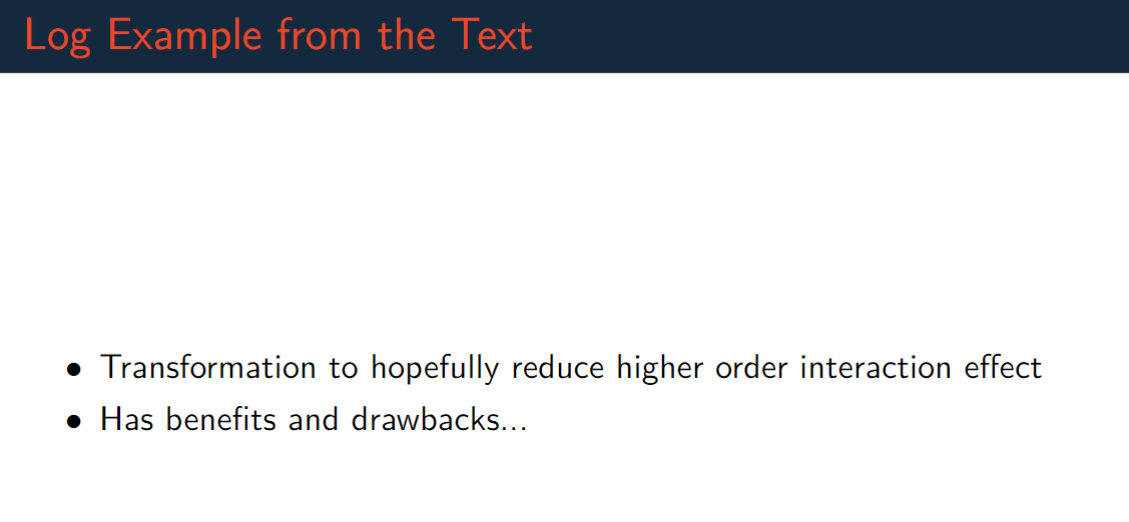 Log Example from the Text
• Transformation to hopefully reduce higher order interaction effect
• Has benefits and drawbacks...